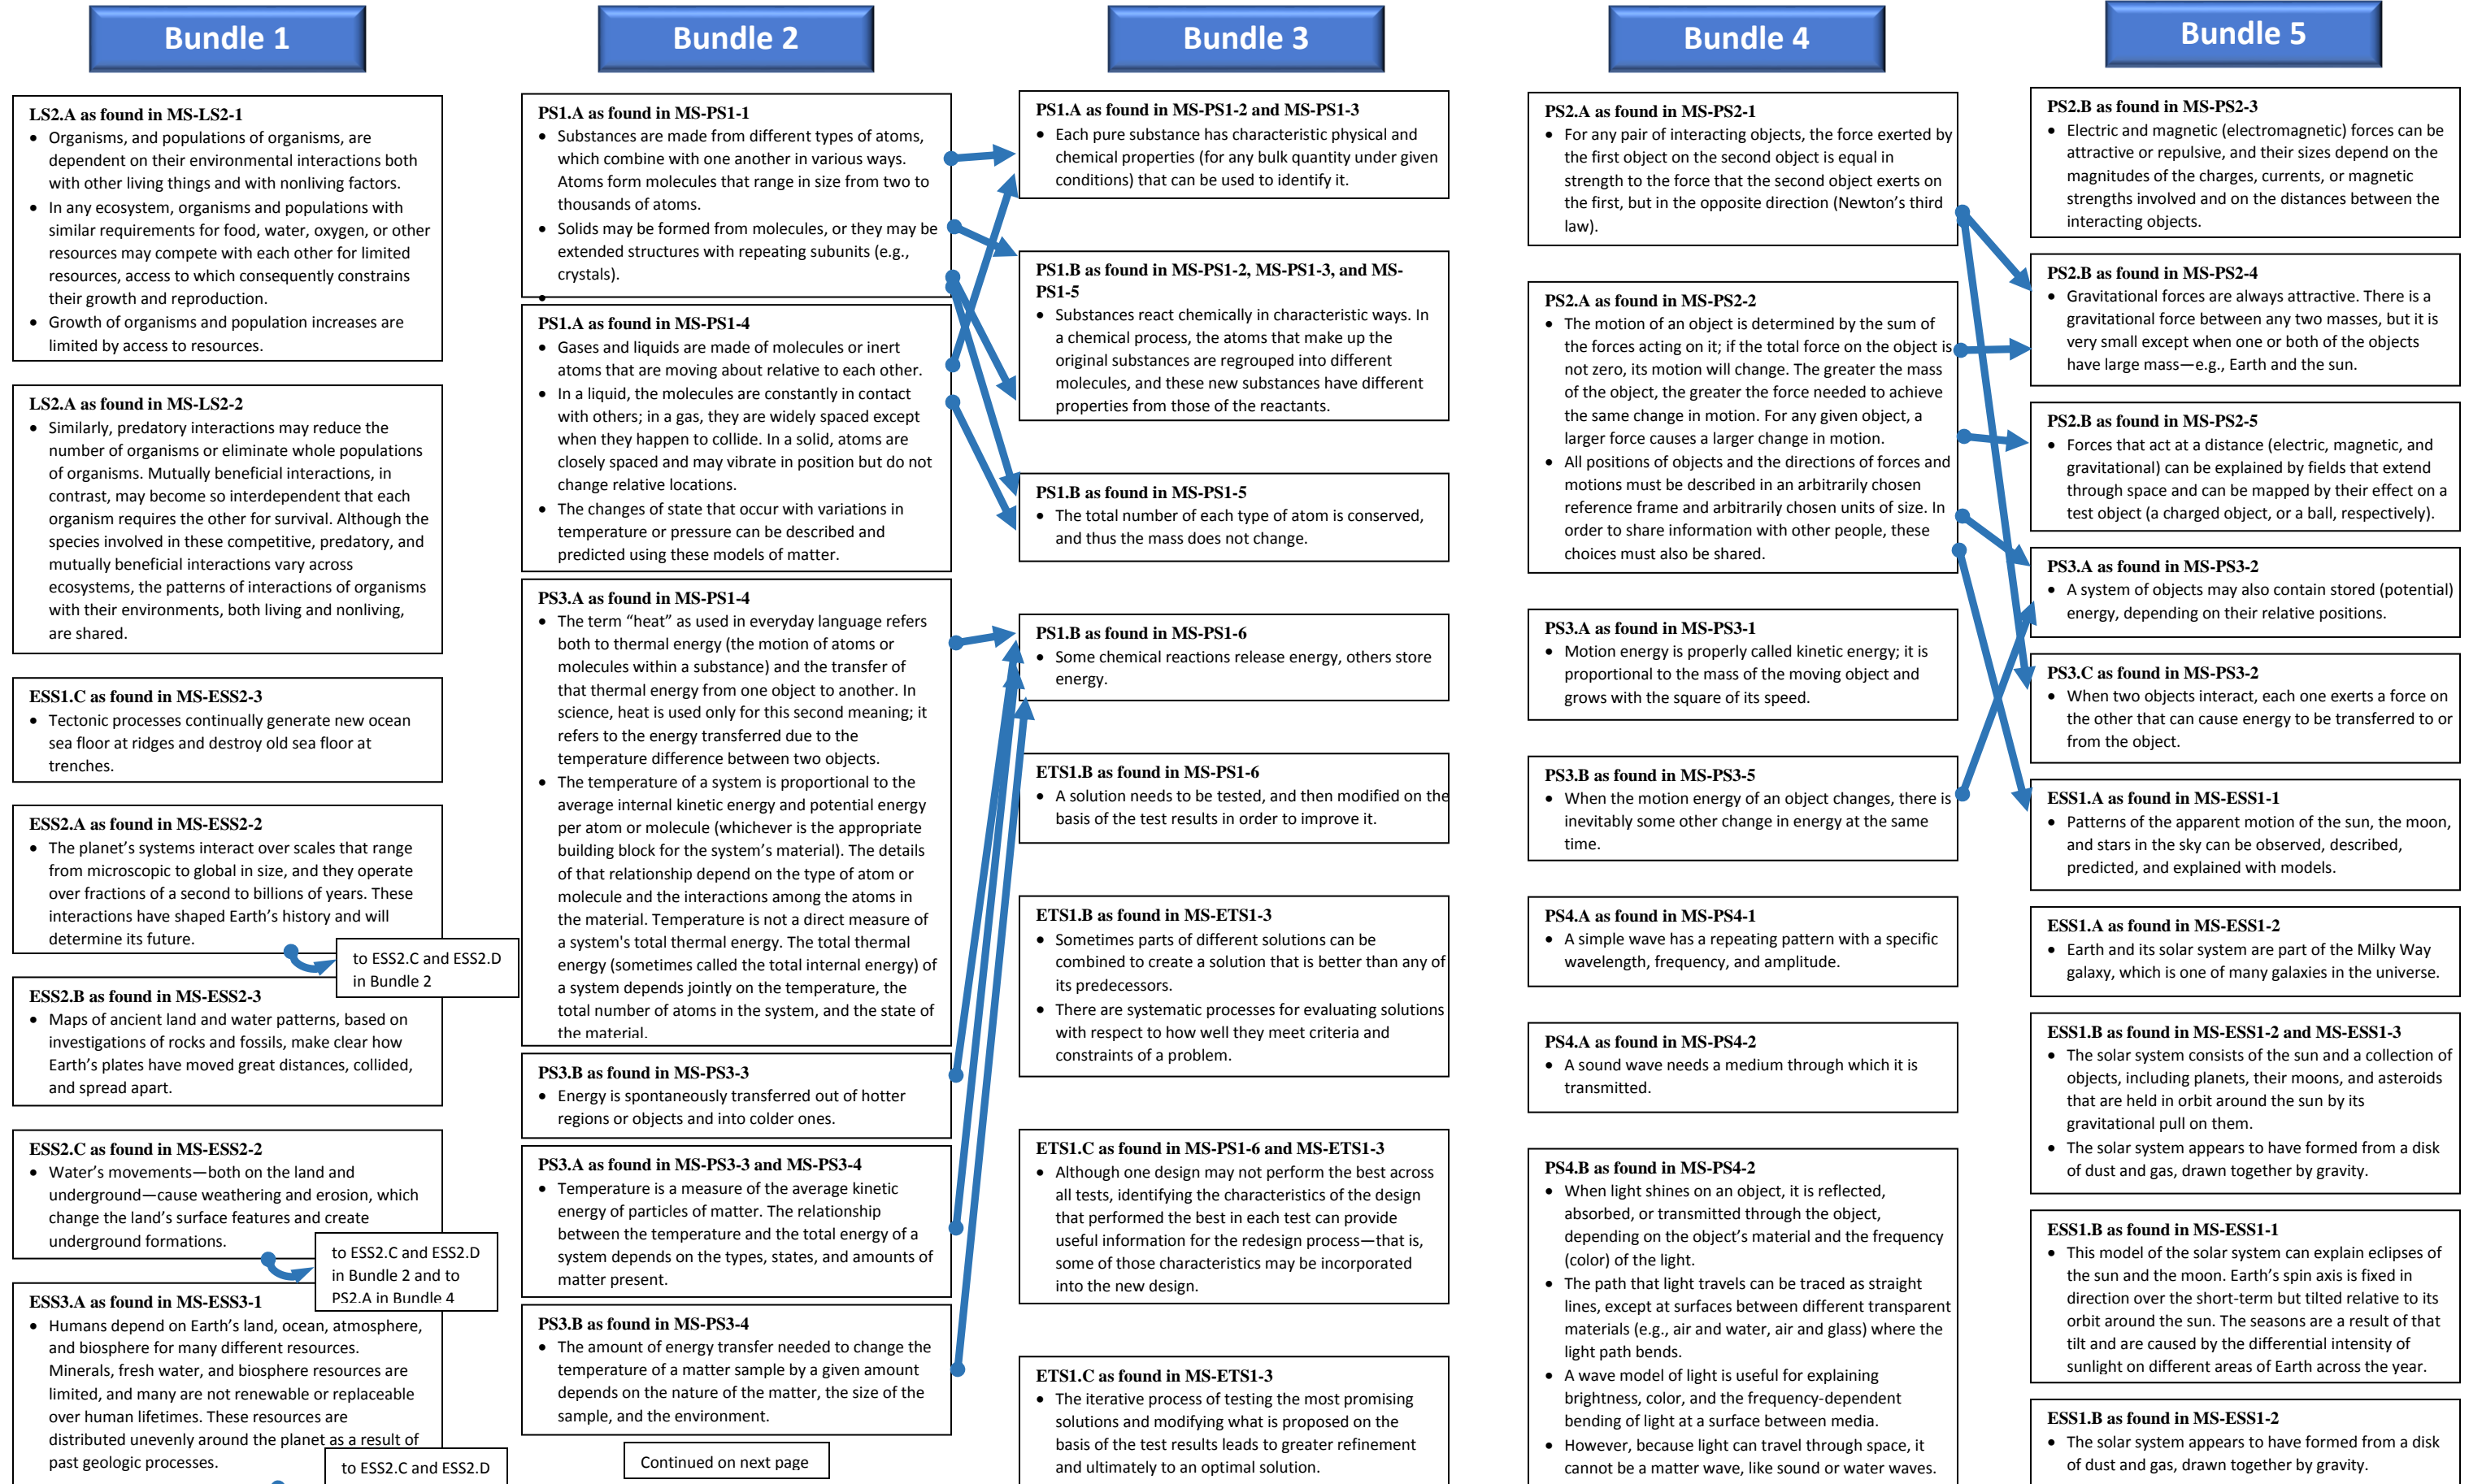 Bundle 1
LS2.A as found in MS-LS2-1
• Organisms, and populations of organisms, are
dependent on their environmental interactions both
with other living things and with nonliving factors.
• In any ecosystem, organisms and populations with
similar requirements for food, water, oxygen, or other
resources may compete with each other for limited
resources, access to which consequently constrains
their growth and reproduction.
• Growth of organisms and population increases are
limited by access to resources.
LS2.A as found in MS-LS2-2
• Similarly, predatory interactions may reduce the
number of organisms or eliminate whole populations
of organisms. Mutually beneficial interactions, in
contrast, may become so interdependent that each
organism requires the other for survival. Although the
species involved in these competitive, predatory, and
mutually beneficial interactions vary across
ecosystems, the patterns of interactions of organisms
with their environments, both living and nonliving,
are shared.
ESS1.C as found in MS-ESS2-3
• Tectonic processes continually generate new ocean
sea floor at ridges and destroy old sea floor at
trenches.
ESS2.A as found in MS-ESS2-2
• The planet’s systems interact over scales that range
from microscopic to global in size, and they operate
over fractions of a second to billions of years. These
interactions have shaped Earth’s history and will
determine its future.
to ESS2.C and ESS2.D
in Bundle 2
ESS2.B as found in MS-ESS2-3
• Maps of ancient land and water patterns, based on
investigations of rocks and fossils, make clear how
Earth’s plates have moved great distances, collided,
and spread apart.
ESS2.C as found in MS-ESS2-2
• Water’s movements—both on the land and
underground—cause weathering and erosion, which
change the land’s surface features and create
underground formations.
to ESS2.C and ESS2.D
in Bundle 2 and to
PS2.A in Bundle 4
ESS3.A as found in MS-ESS3-1
• Humans depend on Earth’s land, ocean, atmosphere,
and biosphere for many different resources.
Minerals, fresh water, and biosphere resources are
limited, and many are not renewable or replaceable
over human lifetimes. These resources are
distributed unevenly around the planet as a result of
past geologic processes.
to ESS2.C and ESS2.D
Bundle 2
PS1.A as found in MS-PS1-1
• Substances are made from different types of atoms,
which combine with one another in various ways.
Atoms form molecules that range in size from two to
thousands of atoms.
• Solids may be formed from molecules, or they may be
extended structures with repeating subunits (e.g.,
crystals).
•
PS1.A as found in MS-PS1-4
• Gases and liquids are made of molecules or inert
atoms that are moving about relative to each other.
• In a liquid, the molecules are constantly in contact
with others; in a gas, they are widely spaced except
when they happen to collide. In a solid, atoms are
closely spaced and may vibrate in position but do not
change relative locations.
• The changes of state that occur with variations in
temperature or pressure can be described and
predicted using these models of matter.
PS3.A as found in MS-PS1-4
• The term “heat” as used in everyday language refers
both to thermal energy (the motion of atoms or
molecules within a substance) and the transfer of
that thermal energy from one object to another. In
science, heat is used only for this second meaning; it
refers to the energy transferred due to the
temperature difference between two objects.
• The temperature of a system is proportional to the
average internal kinetic energy and potential energy
per atom or molecule (whichever is the appropriate
building block for the system’s material). The details
of that relationship depend on the type of atom or
molecule and the interactions among the atoms in
the material. Temperature is not a direct measure of
a system's total thermal energy. The total thermal
energy (sometimes called the total internal energy) of
a system depends jointly on the temperature, the
total number of atoms in the system, and the state of
the material.
PS3.B as found in MS-PS3-3
• Energy is spontaneously transferred out of hotter
regions or objects and into colder ones.
PS3.A as found in MS-PS3-3 and MS-PS3-4
• Temperature is a measure of the average kinetic
energy of particles of matter. The relationship
between the temperature and the total energy of a
system depends on the types, states, and amounts of
matter present.
PS3.B as found in MS-PS3-4
• The amount of energy transfer needed to change the
temperature of a matter sample by a given amount
depends on the nature of the matter, the size of the
sample, and the environment.
Continued on next page
Bundle 3
PS1.A as found in MS-PS1-2 and MS-PS1-3
• Each pure substance has characteristic physical and
chemical properties (for any bulk quantity under given
conditions) that can be used to identify it.
PS1.B as found in MS-PS1-2, MS-PS1-3, and MS-
PS1-5
• Substances react chemically in characteristic ways. In
a chemical process, the atoms that make up the
original substances are regrouped into different
molecules, and these new substances have different
properties from those of the reactants.
PS1.B as found in MS-PS1-5
• The total number of each type of atom is conserved,
and thus the mass does not change.
PS1.B as found in MS-PS1-6
• Some chemical reactions release energy, others store
energy.
ETS1.B as found in MS-PS1-6
• A solution needs to be tested, and then modified on the
basis of the test results in order to improve it.
ETS1.B as found in MS-ETS1-3
• Sometimes parts of different solutions can be
combined to create a solution that is better than any of
its predecessors.
• There are systematic processes for evaluating solutions
with respect to how well they meet criteria and
constraints of a problem.
ETS1.C as found in MS-PS1-6 and MS-ETS1-3
• Although one design may not perform the best across
all tests, identifying the characteristics of the design
that performed the best in each test can provide
useful information for the redesign process—that is,
some of those characteristics may be incorporated
into the new design.
ETS1.C as found in MS-ETS1-3
• The iterative process of testing the most promising
solutions and modifying what is proposed on the
basis of the test results leads to greater refinement
and ultimately to an optimal solution.
Bundle 4
PS2.A as found in MS-PS2-1
• For any pair of interacting objects, the force exerted by
the first object on the second object is equal in
strength to the force that the second object exerts on
the first, but in the opposite direction (Newton’s third
law).
PS2.A as found in MS-PS2-2
• The motion of an object is determined by the sum of
the forces acting on it; if the total force on the object is
not zero, its motion will change. The greater the mass
of the object, the greater the force needed to achieve
the same change in motion. For any given object, a
larger force causes a larger change in motion.
• All positions of objects and the directions of forces and
motions must be described in an arbitrarily chosen
reference frame and arbitrarily chosen units of size. In
order to share information with other people, these
choices must also be shared.
PS3.A as found in MS-PS3-1
• Motion energy is properly called kinetic energy; it is
proportional to the mass of the moving object and
grows with the square of its speed.
PS3.B as found in MS-PS3-5
• When the motion energy of an object changes, there is
inevitably some other change in energy at the same
time.
PS4.A as found in MS-PS4-1
• A simple wave has a repeating pattern with a specific
wavelength, frequency, and amplitude.
PS4.A as found in MS-PS4-2
• A sound wave needs a medium through which it is
transmitted.
PS4.B as found in MS-PS4-2
• When light shines on an object, it is reflected,
absorbed, or transmitted through the object,
depending on the object’s material and the frequency
(color) of the light.
• The path that light travels can be traced as straight
lines, except at surfaces between different transparent
materials (e.g., air and water, air and glass) where the
light path bends.
• A wave model of light is useful for explaining
brightness, color, and the frequency-dependent
bending of light at a surface between media.
• However, because light can travel through space, it
cannot be a matter wave, like sound or water waves.
Bundle 5
PS2.B as found in MS-PS2-3
• Electric and magnetic (electromagnetic) forces can be
attractive or repulsive, and their sizes depend on the
magnitudes of the charges, currents, or magnetic
strengths involved and on the distances between the
interacting objects.
PS2.B as found in MS-PS2-4
• Gravitational forces are always attractive. There is a
gravitational force between any two masses, but it is
very small except when one or both of the objects
have large mass—e.g., Earth and the sun.
PS2.B as found in MS-PS2-5
• Forces that act at a distance (electric, magnetic, and
gravitational) can be explained by fields that extend
through space and can be mapped by their effect on a
test object (a charged object, or a ball, respectively).
PS3.A as found in MS-PS3-2
• A system of objects may also contain stored (potential)
energy, depending on their relative positions.
PS3.C as found in MS-PS3-2
• When two objects interact, each one exerts a force on
the other that can cause energy to be transferred to or
from the object.
ESS1.A as found in MS-ESS1-1
• Patterns of the apparent motion of the sun, the moon,
and stars in the sky can be observed, described,
predicted, and explained with models.
ESS1.A as found in MS-ESS1-2
• Earth and its solar system are part of the Milky Way
galaxy, which is one of many galaxies in the universe.
ESS1.B as found in MS-ESS1-2 and MS-ESS1-3
• The solar system consists of the sun and a collection of
objects, including planets, their moons, and asteroids
that are held in orbit around the sun by its
gravitational pull on them.
• The solar system appears to have formed from a disk
of dust and gas, drawn together by gravity.
ESS1.B as found in MS-ESS1-1
• This model of the solar system can explain eclipses of
the sun and the moon. Earth’s spin axis is fixed in
direction over the short-term but tilted relative to its
orbit around the sun. The seasons are a result of that
tilt and are caused by the differential intensity of
sunlight on different areas of Earth across the year.
ESS1.B as found in MS-ESS1-2
• The solar system appears to have formed from a disk
of dust and gas, drawn together by gravity.